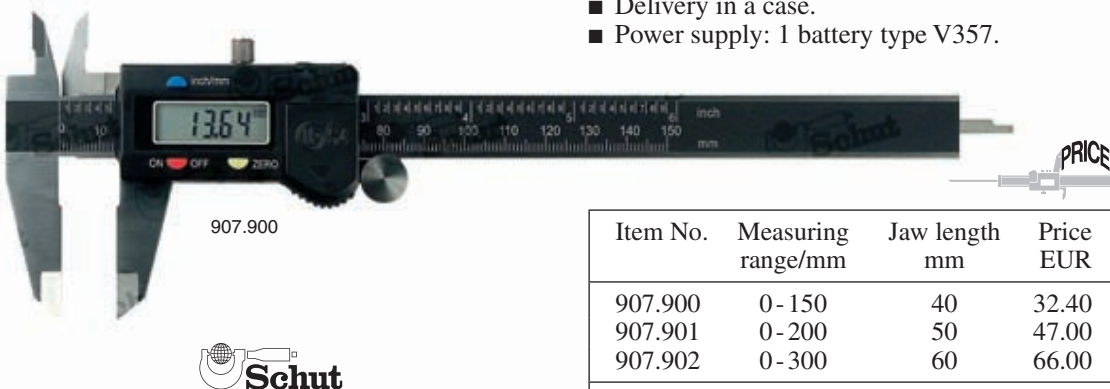 ■ Delivery in a case.
■ Power supply: 1 battery type V357.
inch/mm
13.64
ON OFF ZERO
inch
0 10 80 90 100 110 120 130 140 150
mm
PRICE
907.900
Item No. Measuring Jaw length Price
range/mm mm EUR
907.900 0-150 40 32.40
907.901 0-200 50 47.00
907.902 0-300 60 66.00
Schut